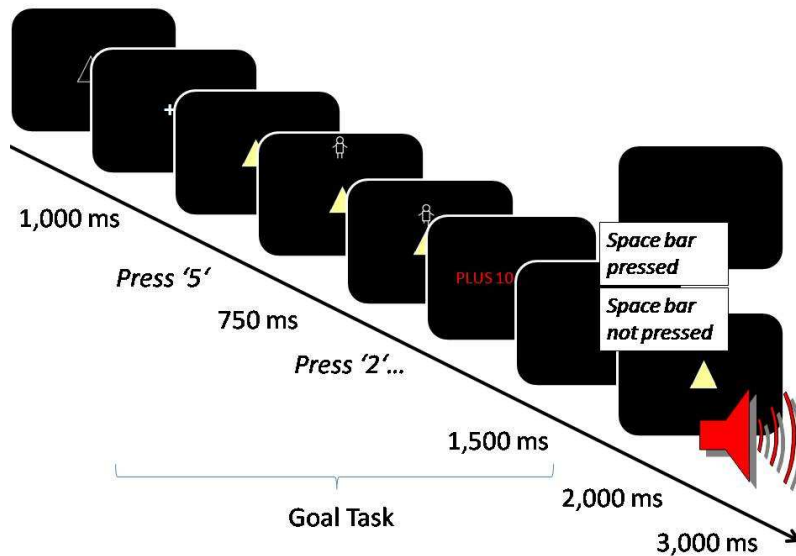 +
1,000 ms
Press ‘5‘
750 ms
Press ‘2‘...
PLUS 10
Space bar
pressed
Space bar
not pressed
1,500 ms
2,000 ms
3,000 ms
Goal Task